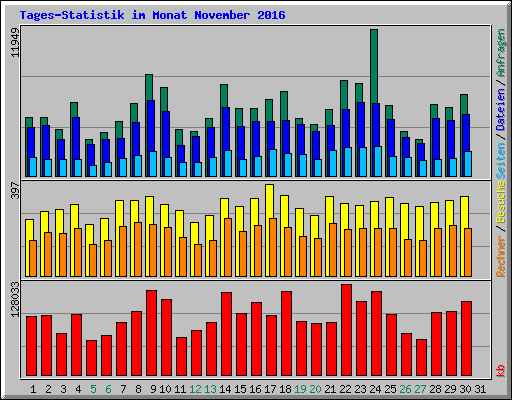 Tages-Statistik im Monat November 2016
11949
397
128033
Rechner / Besuche Seiten / Dateien / Anfragen
kb
1 2 3 4 5 6 7 8 9 10 11 12 13 14 15 16 17 18 19 20 21 22 23 24 25 26 27 28 29 30 31